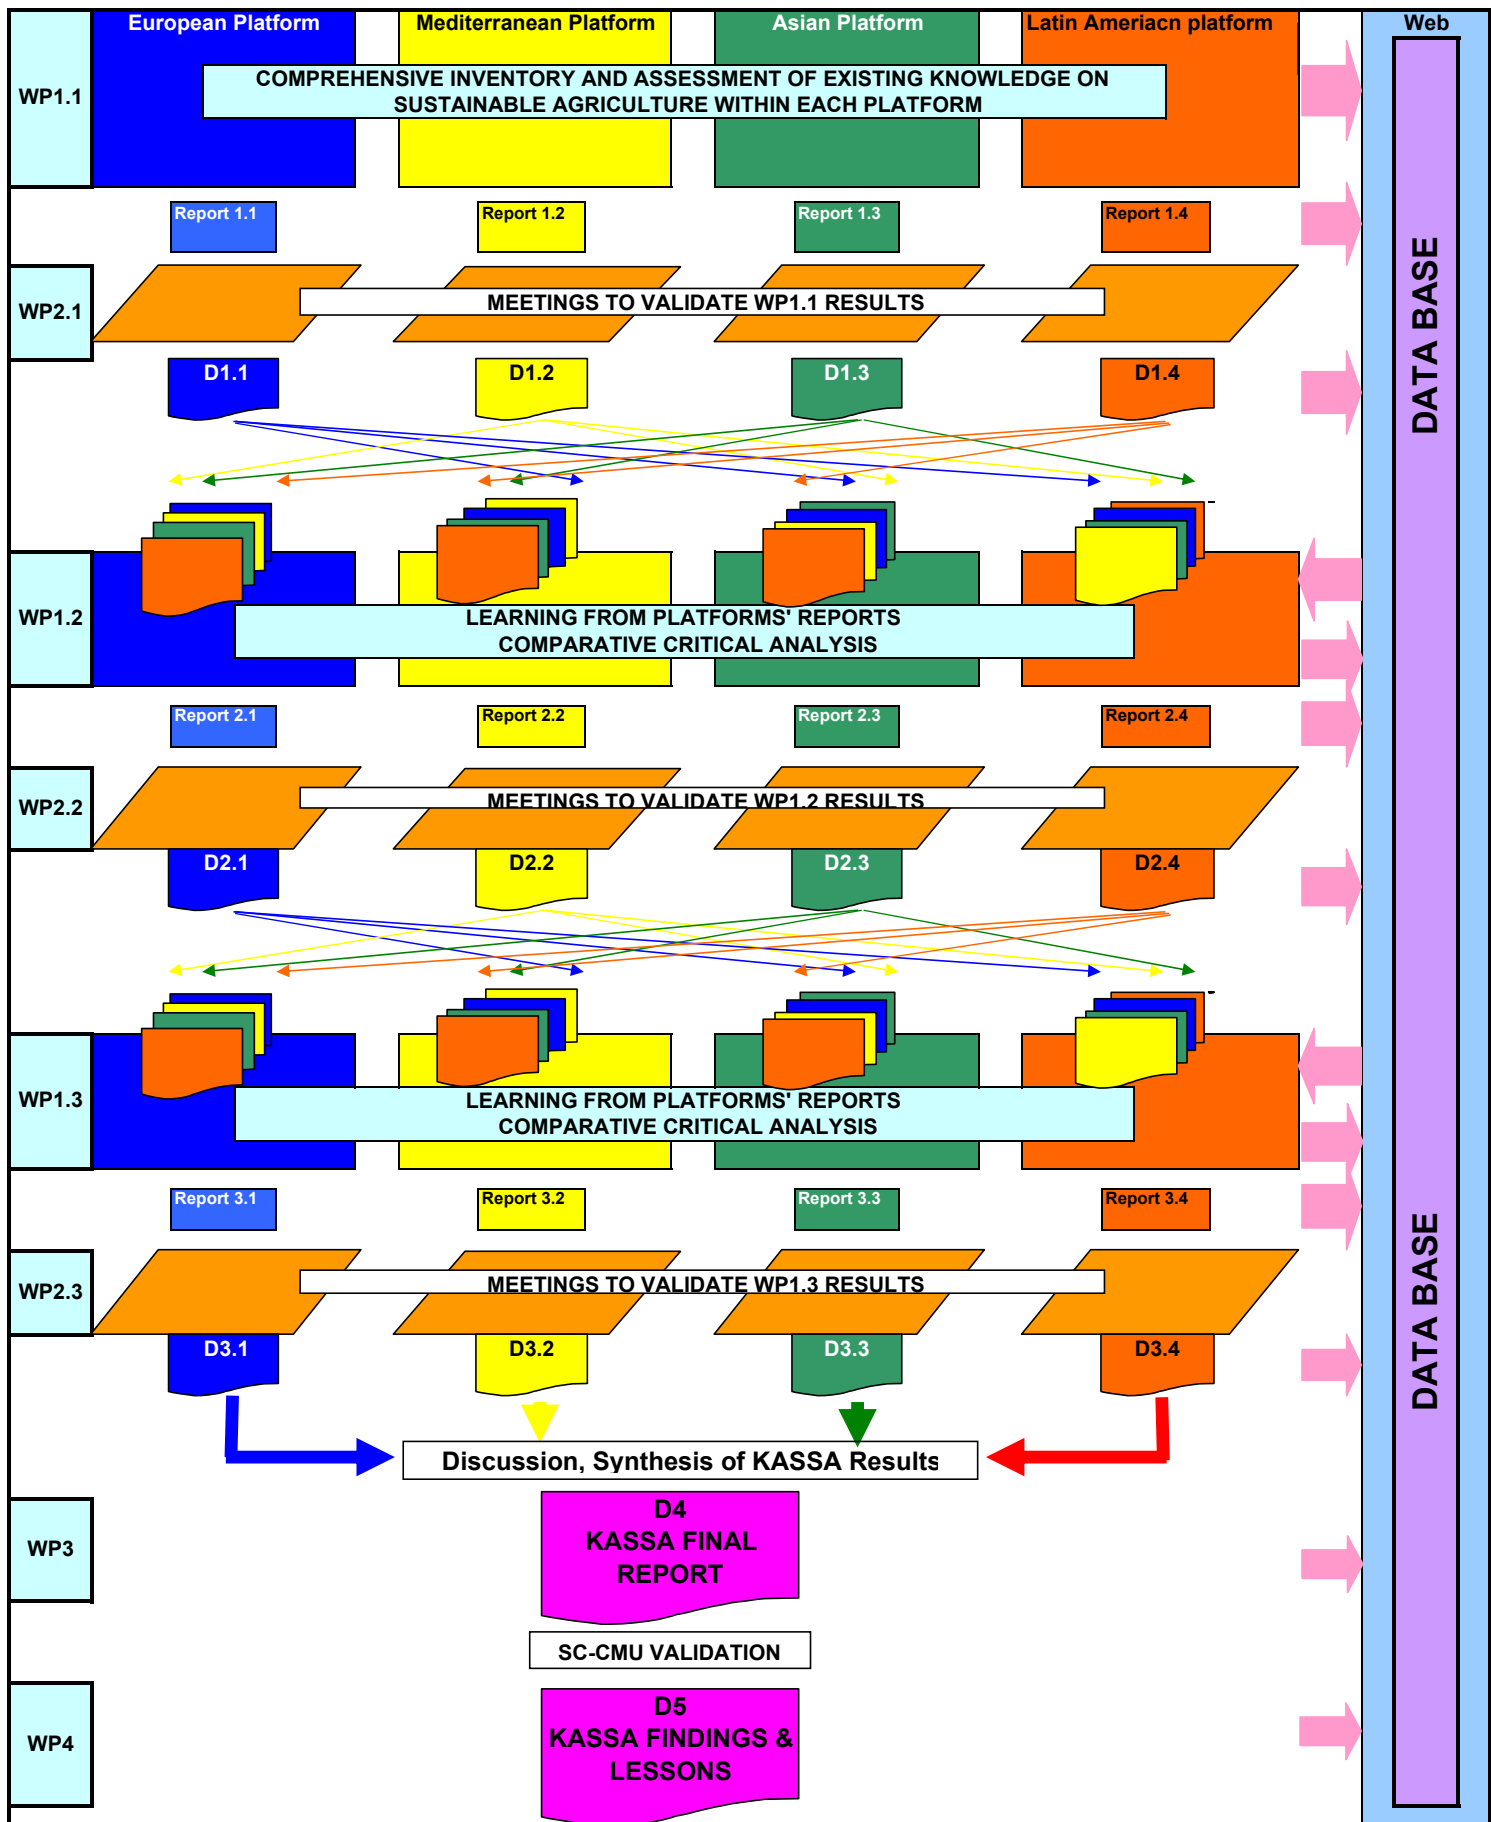 European Platform
Mediterranean Platform
Asian Platform
Latin Ameriacn platform
Web
WP1.1
COMPREHENSIVE INVENTORY AND ASSESSMENT OF EXISTING KNOWLEDGE ON
SUSTAINABLE AGRICULTURE WITHIN EACH PLATFORM
Report 1.1
Report 1.2
Report 1.3
Report 1.4
DATA BASE
WP2.1
MEETINGS TO VALIDATE WP1.1 RESULTS
D1.1
D1.2
D1.3
D1.4
WP1.2
LEARNING FROM PLATFORMS' REPORTS
COMPARATIVE CRITICAL ANALYSIS
Report 2.1
Report 2.2
Report 2.3
Report 2.4
WP2.2
MEETINGS TO VALIDATE WP1.2 RESULTS
D2.1
D2.2
D2.3
D2.4
WP1.3
LEARNING FROM PLATFORMS' REPORTS
COMPARATIVE CRITICAL ANALYSIS
Report 3.1
Report 3.2
Report 3.3
Report 3.4
DATA BASE
WP2.3
MEETINGS TO VALIDATE WP1.3 RESULTS
D3.1
D3.2
D3.3
D3.4
Discussion, Synthesis of KASSA Results
WP3
D4
KASSA FINAL
REPORT
SC-CMU VALIDATION
WP4
D5
KASSA FINDINGS &
LESSONS